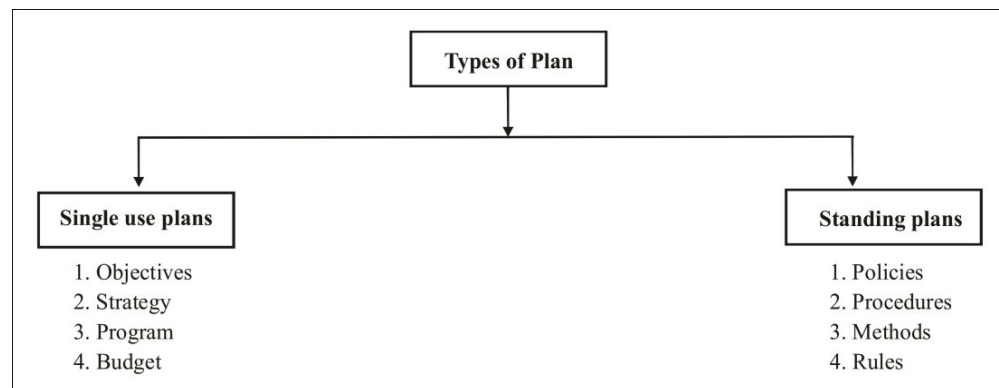 Types of Plan
Single use plans
1. Objectives
2. Strategy
3. Program
4. Budget
Standing plans
1. Policies
2. Procedures
3. Methods
4. Rules